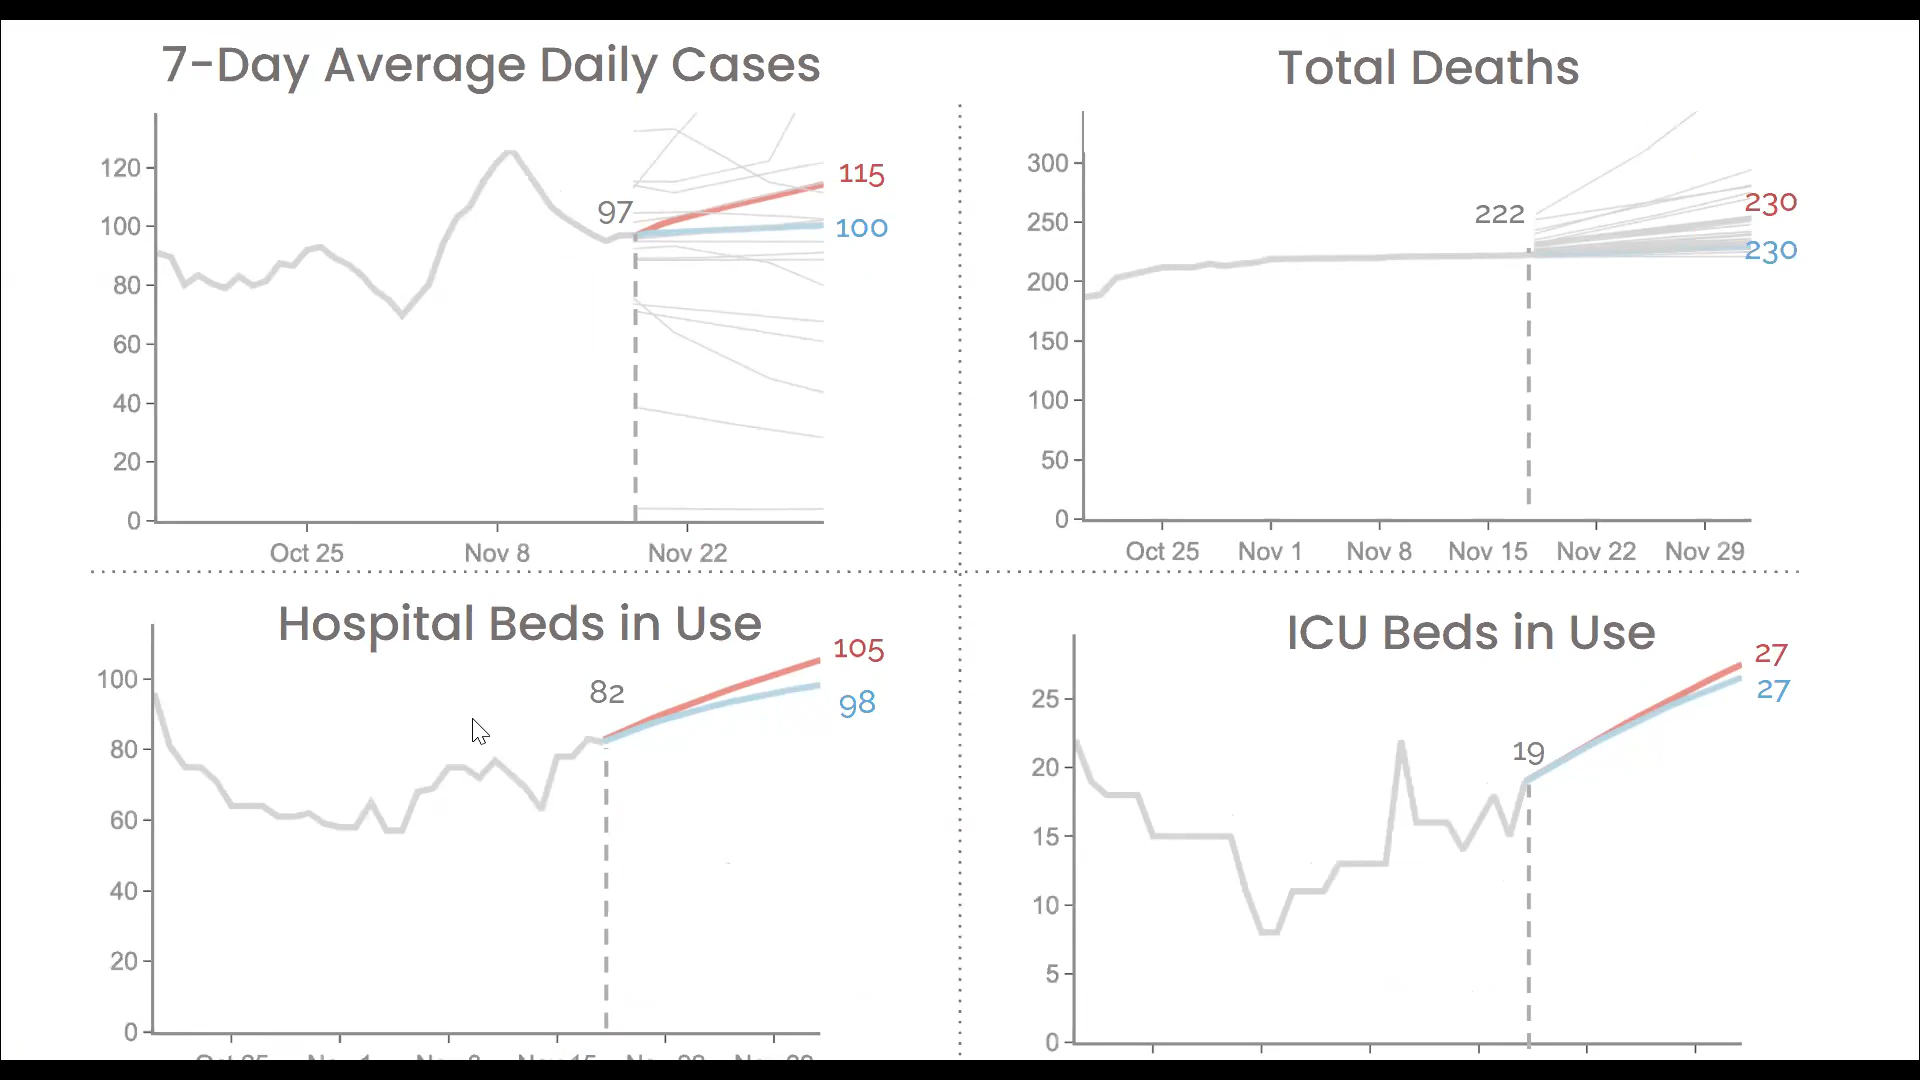 7-Day Average Daily Cases
120
100
80
60
40
20
0
97
115
100
Oct 25
Nov 8
Nov 22
Total Deaths
300
250
200
150
100
50
0
222
230
230
Oct 25
Nov 1
Nov 8
Nov 15
Nov 22
Nov 29
Hospital Beds in Use
100
80
60
40
20
0
82
105
98
ICU Beds in Use
25
20
15
10
5
0
19
27
27